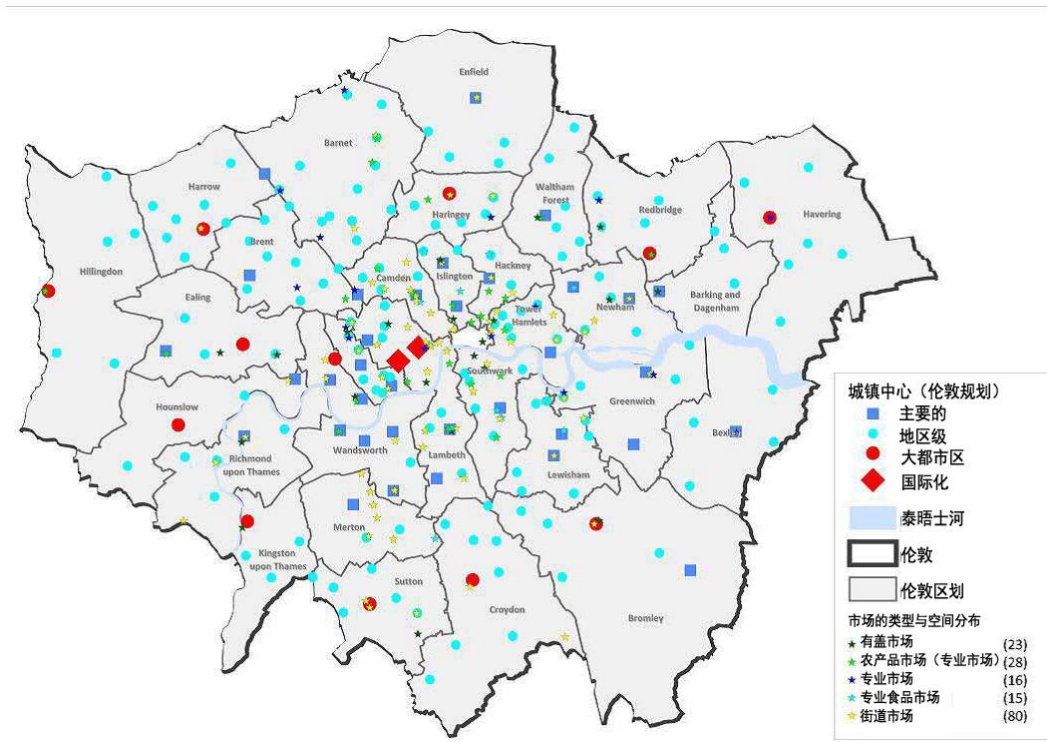 Enfield
Barnet
Harrow
Haringey
Waltham
Forest
Redbridge
Havering
Hillingdon
Brent
Camden
Islington
Hackney
Barking and
Dagenham
Ealing
Tower
Hamlets
Newham
Southwark
Hounslow
Greenwich
Bexley
Richmond
upon Thames
Wandsworth
Lambeth
Lewisham
Merton
Kingston
upon Thames
Sutton
Croydon
Bromley
城镇中心（伦敦规划）
主要的
地区级
大都市区
国际化
泰晤士河
伦敦
伦敦区划
市场的类型与空间分布
有盖市场 (23)
农产品市场（专业市场） (28)
专业市场 (16)
专业食品市场 (15)
街道市场 (80)